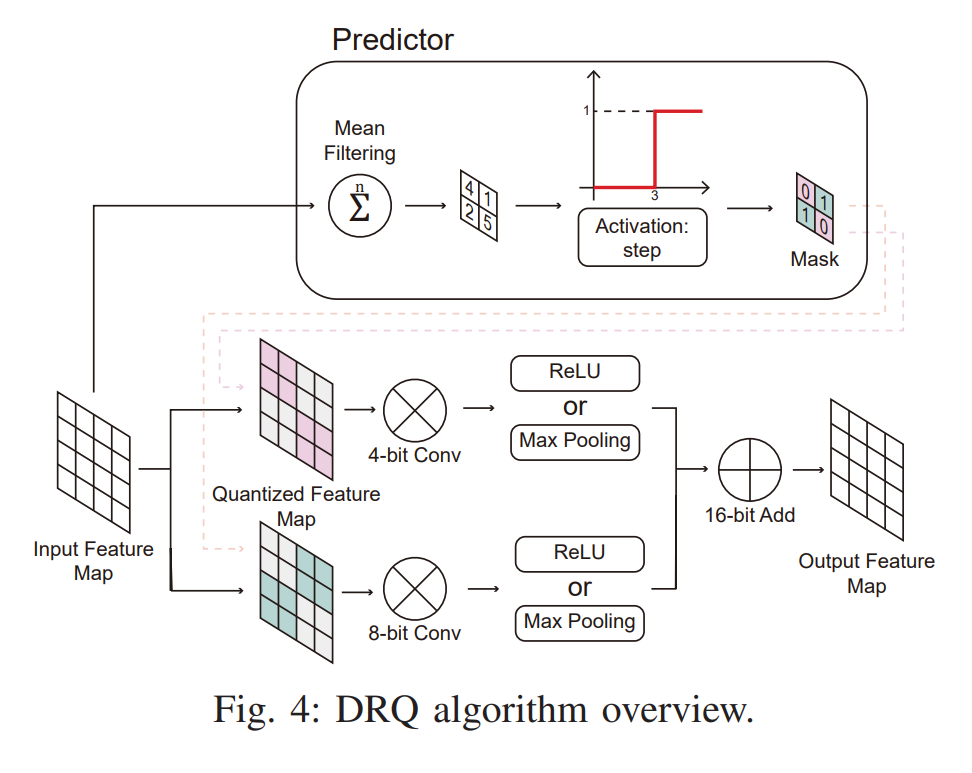 Predictor
Mean
Filtering
n
Σ
4 1
2 5
1
3
Activation:
step
0 1
1 0
Mask
ReLU
or
Max Pooling
4-bit Conv
Quantized Feature
Map
16-bit Add
Input Feature
Map
ReLU
or
Max Pooling
8-bit Conv
Output Feature
Map
Fig. 4: DRQ algorithm overview.